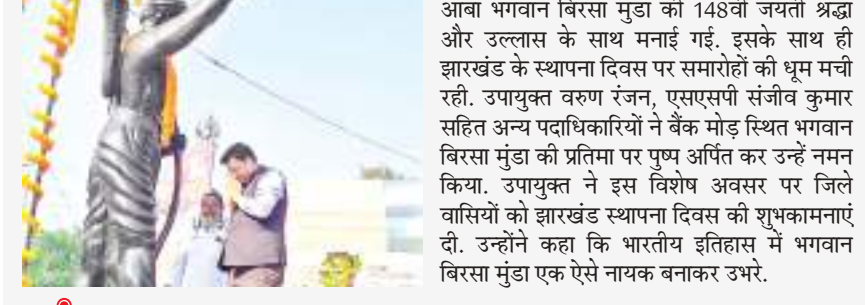 आबा भगवान बिरसा मुंडा की 148वीं जयंती श्रद्धा
और उल्लास के साथ मनाई गई. इसके साथ ही
झारखंड के स्थापना दिवस पर समारोहों की धूम मची
रही. उपायुक्त वरुण रंजन, एसएसपी संजीव कुमार
सहित अन्य पदाधिकारियों ने बैंक मोड़ स्थित भगवान
बिरसा मुंडा की प्रतिमा पर पुष्प अर्पित कर उन्हें नमन
किया. उपायुक्त ने इस विशेष अवसर पर जिले
वासियों को झारखंड स्थापना दिवस की शुभकामनाएं
दी. उन्होंने कहा कि भारतीय इतिहास में भगवान
बिरसा मुंडा एक ऐसे नायक बनाकर उभरे.